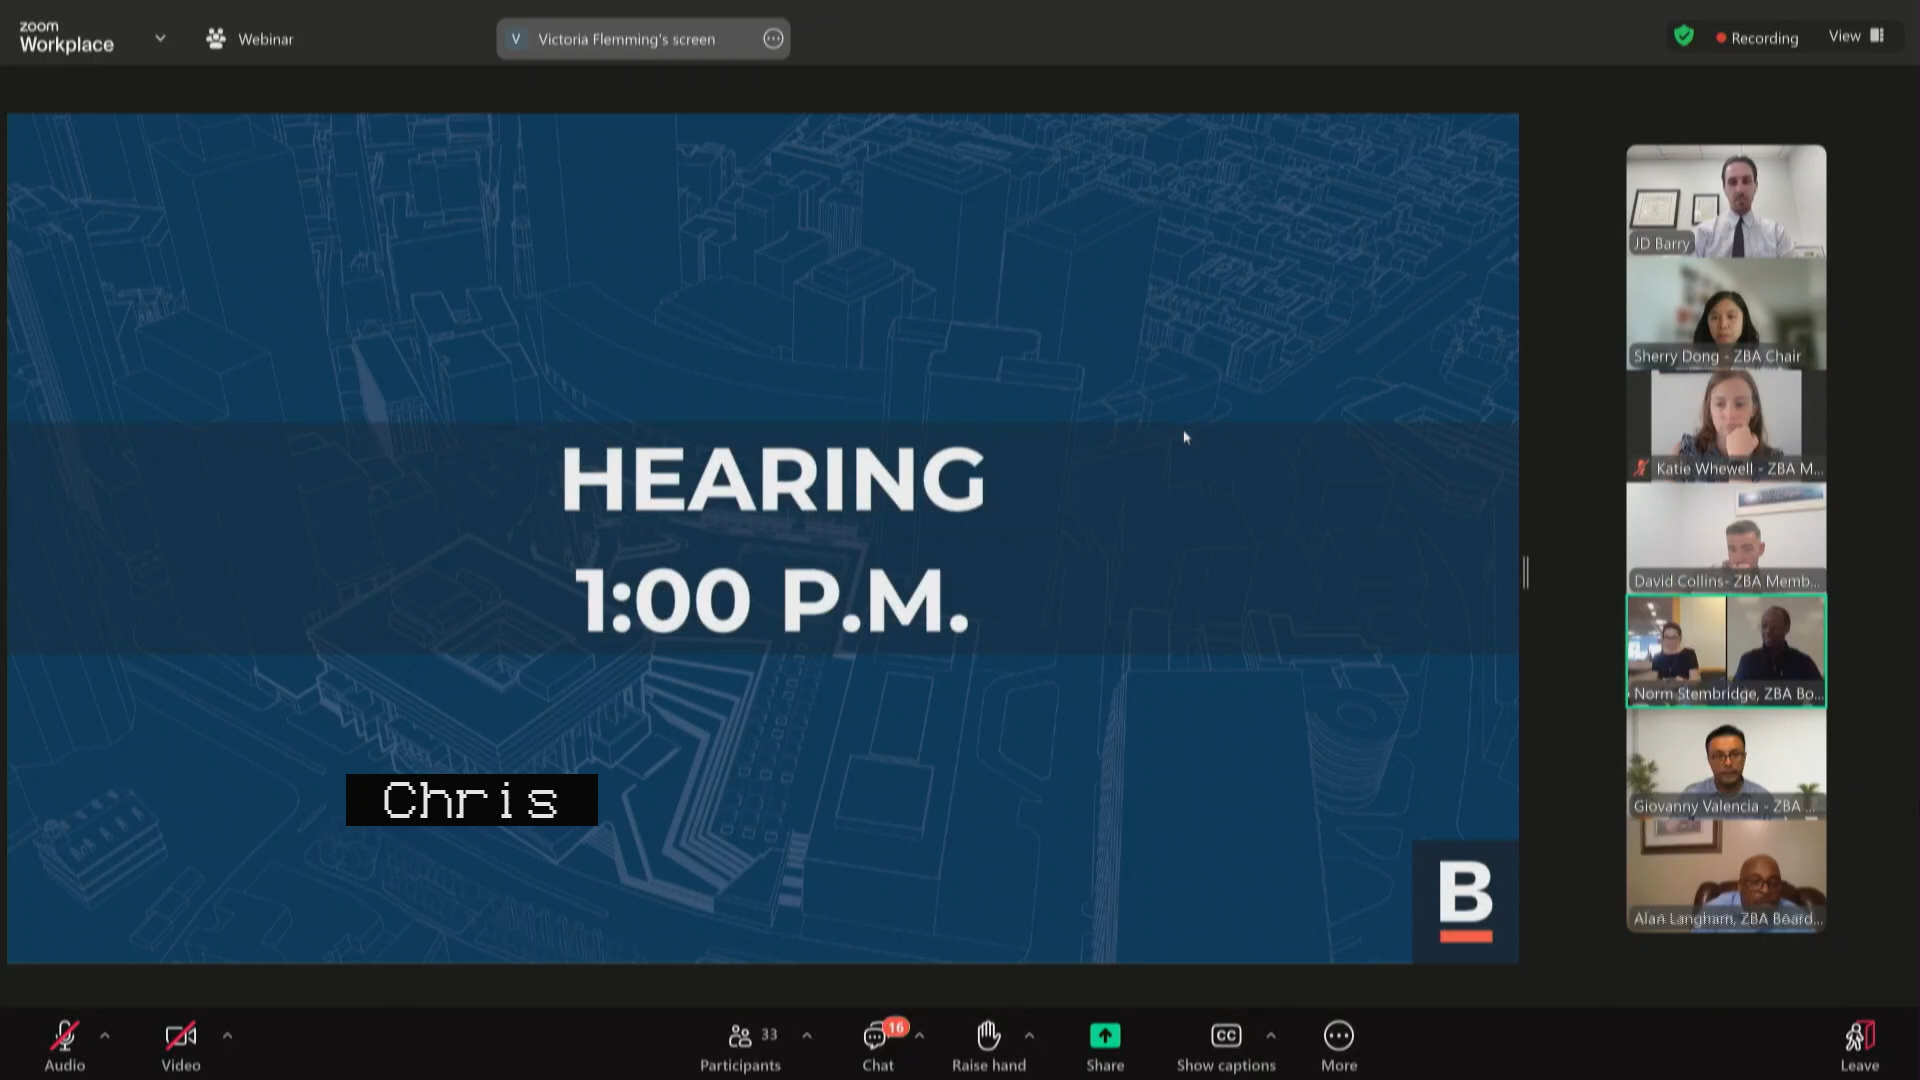 zoom
Workplace
Webinar
V Victoria Flemming's screen
Recording
View
HEARING
1:00 P.M.
Chris
B
JD Barry
Sherry Dong - ZBA Chair
Katie Whewell - ZBA M...
David Collins- ZBA Memb...
Norm Stembridge, ZBA Bo...
Giovanny Valencia - ZBA ...
Alan Langham, ZBA Board...
Audio
Video
33
Participants
16
Chat
Raise hand
Share
CC
Show captions
More
Leave